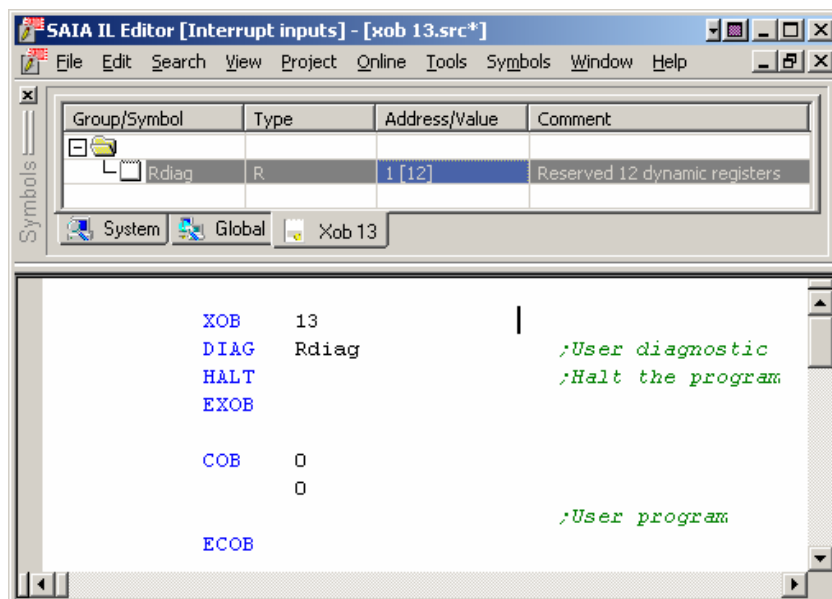 SAIA IL Editor [Interrupt inputs] - [xob 13.src*]
File Edit Search View Project Online Tools Symbols Window Help
Symbols
Group/Symbol Type Address/Value Comment
Rdiag R 1 [12] Reserved 12 dynamic registers
System Global Xob 13
XOB 13
DIAG Rdiag ;User diagnostic
HALT ;Halt the program
EXOB
COB 0
0
;User program
ECOB